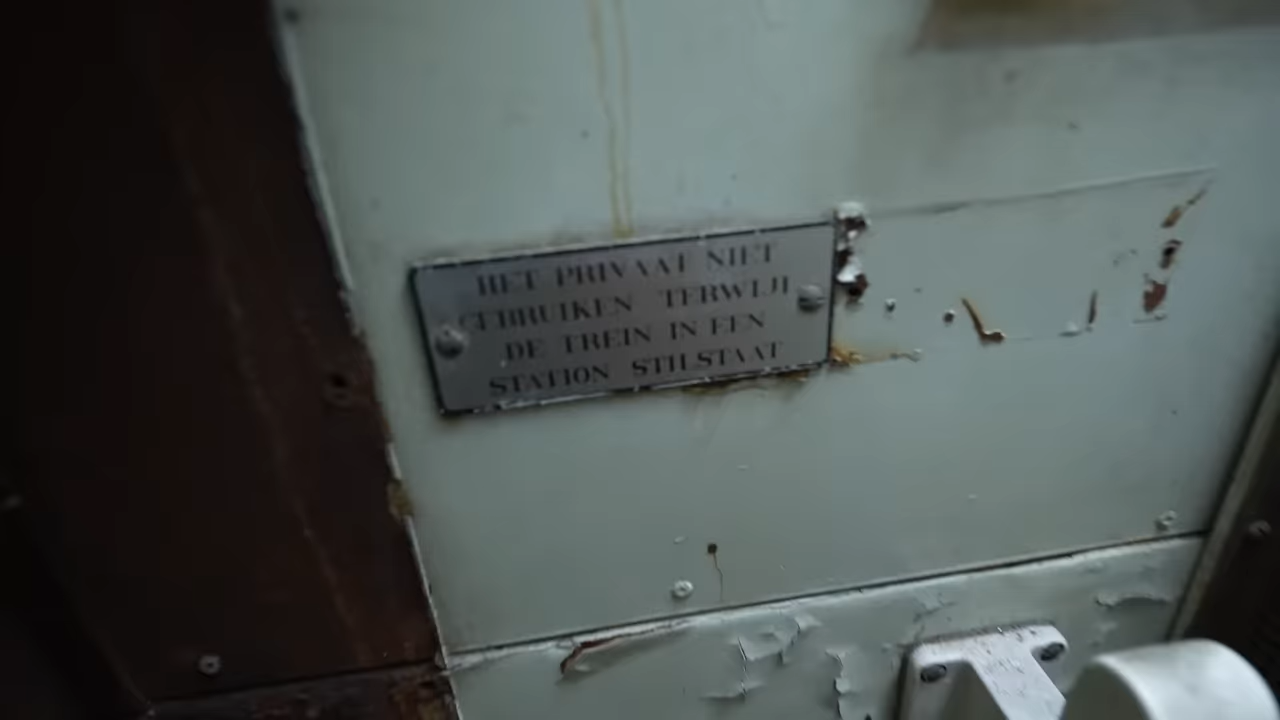 HET PRIVAAT NIET
GEBRUIKEN TERWIJL
DE TREIN IN EEN
STATION STILSTAAT